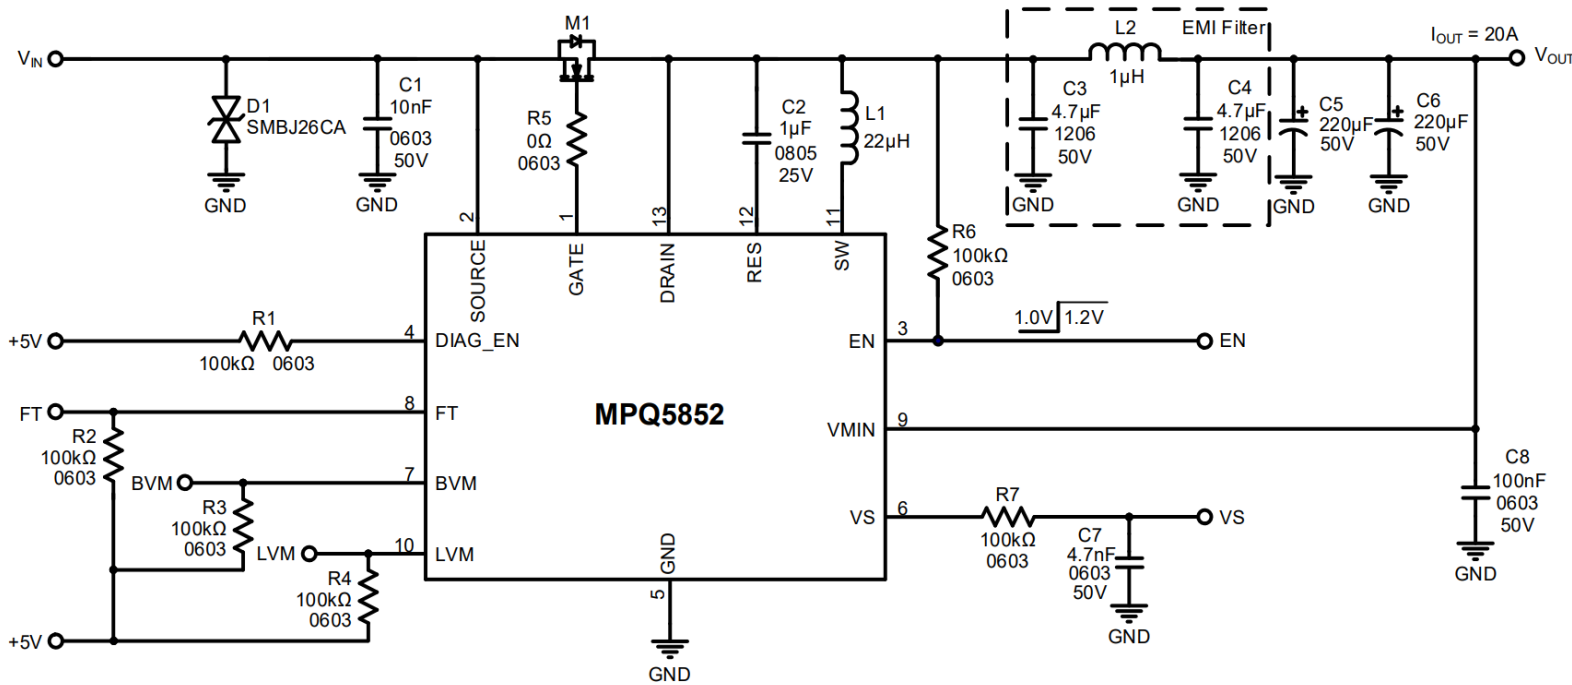 V_IN
M1
L2
1µH
EMI Filter
I_OUT = 20A
V_OUT
D1
SMBJ26CA
GND
C1
10nF
0603
50V
GND
R5
0Ω
0603
C2
1µF
0805
25V
L1
22µH
C3
4.7µF
1206
50V
GND
C4
4.7µF
1206
50V
GND
C5
+
220µF
50V
GND
C6
+
220µF
50V
GND
2
1
13
12
11
SOURCE
GATE
DRAIN
RES
SW
R6
100kΩ
0603
+5V
R1
100kΩ 0603
4
DIAG_EN
EN
3
1.0V
1.2V
EN
FT
8
FT
MPQ5852
VMIN
9
R2
100kΩ
0603
BVM
7
BVM
C8
100nF
0603
50V
GND
R3
100kΩ
0603
VS
6
R7
100kΩ
0603
VS
C7
4.7nF
0603
50V
GND
LVM
10
LVM
GND
5
GND
R4
100kΩ
0603
+5V